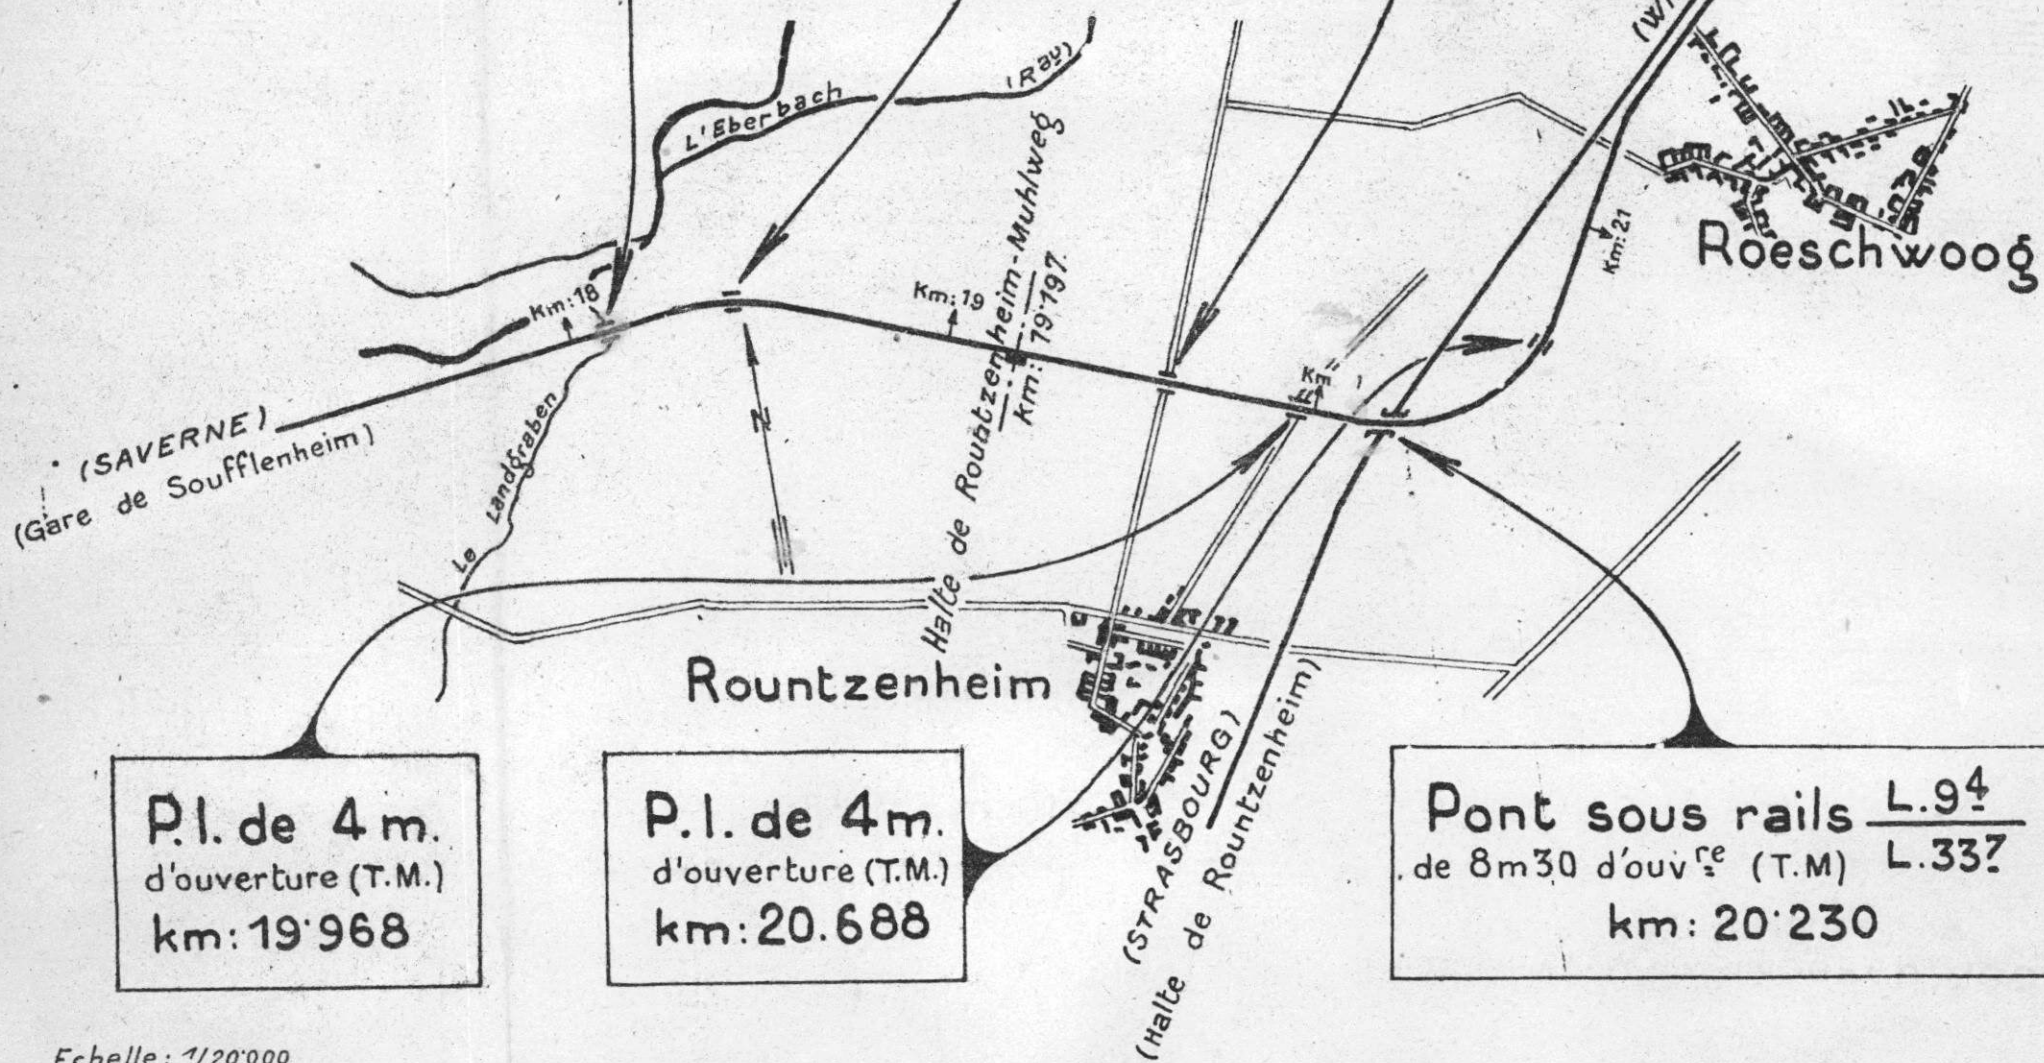 (Rau)
L'Eberbach
Roeschwoog
Km: 21
Km: 18
Km: 19
Halte de Rountzenheim-Muhlweg
km: 19'197
Km
(SAVERNE)
(Gare de Soufflenheim)
Le Landgraben
N
Rountzenheim
(STRASBOURG)
(Halte de Rountzenheim)
P.I. de 4 m.
d'ouverture (T.M.)
km: 19'968
P.I. de 4 m.
d'ouverture (T.M.)
km: 20.688
Pont sous rails L.94
de 8m30 d'ouvre (T.M) L.337
km: 20'230
Echelle: 1/20'000